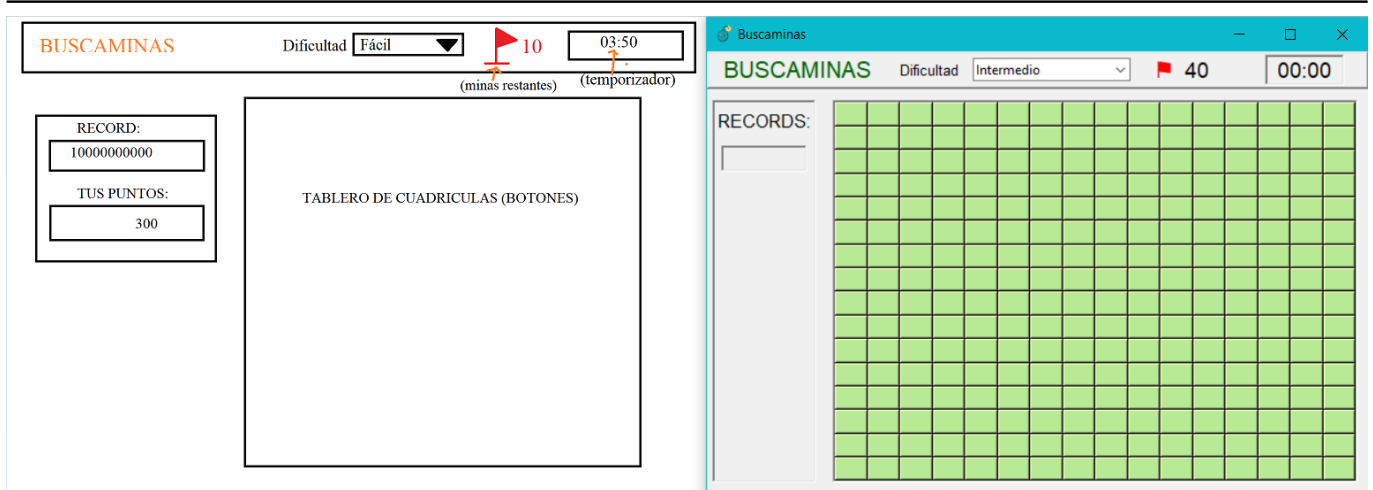 BUSCAMINAS
Dificultad Fácil
10
03:50
(minas restantes)
(temporizador)
RECORD:
10000000000
TUS PUNTOS:
300
TABLERO DE CUADRICULAS (BOTONES)
Buscaminas
BUSCAMINAS
Dificultad Intermedio
40
00:00
RECORDS: